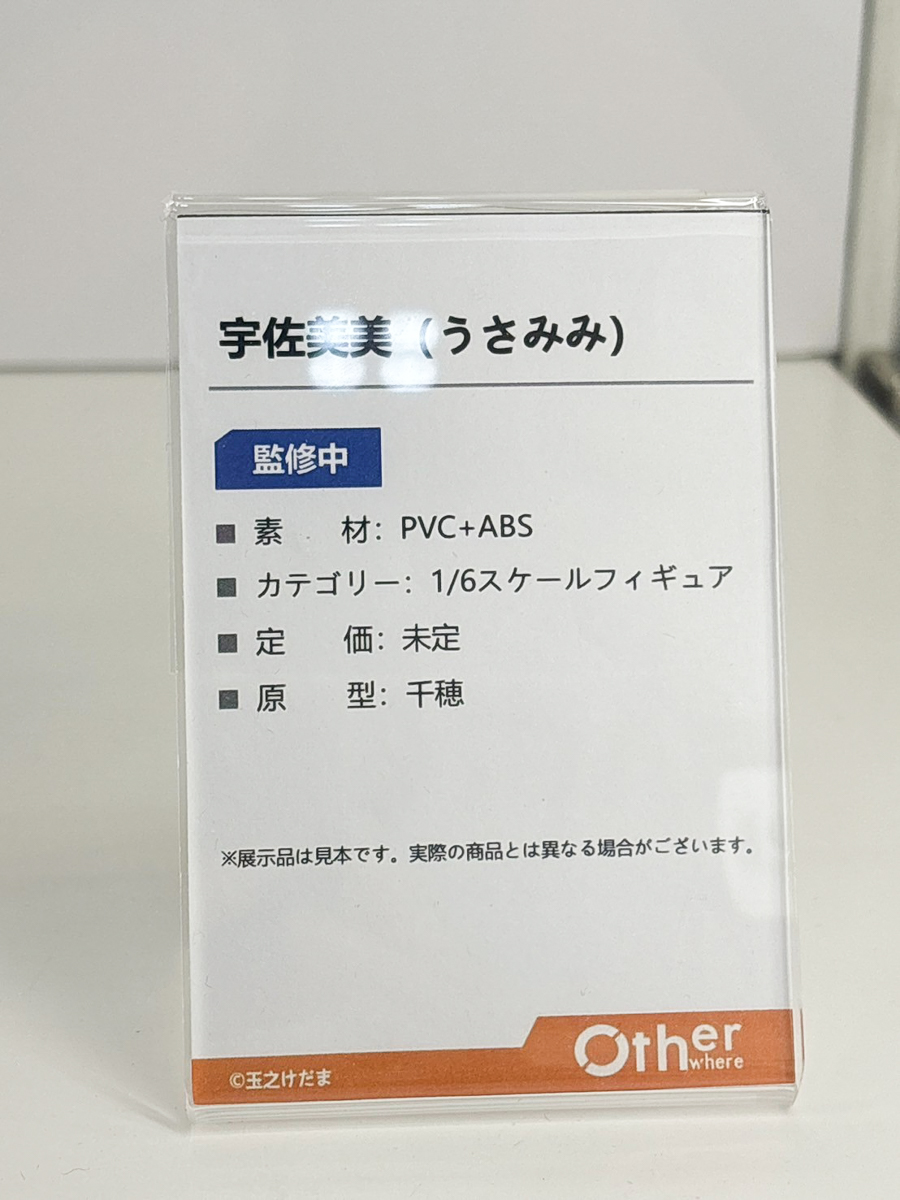 宇佐美美（うさみみ）
監修中
■ 素　材：PVC+ABS
■ カテゴリー：1/6スケールフィギュア
■ 定　価：未定
■ 原　型：千穂
※展示品は見本です。実際の商品とは異なる場合がございます。
©玉之けだま
Other
where